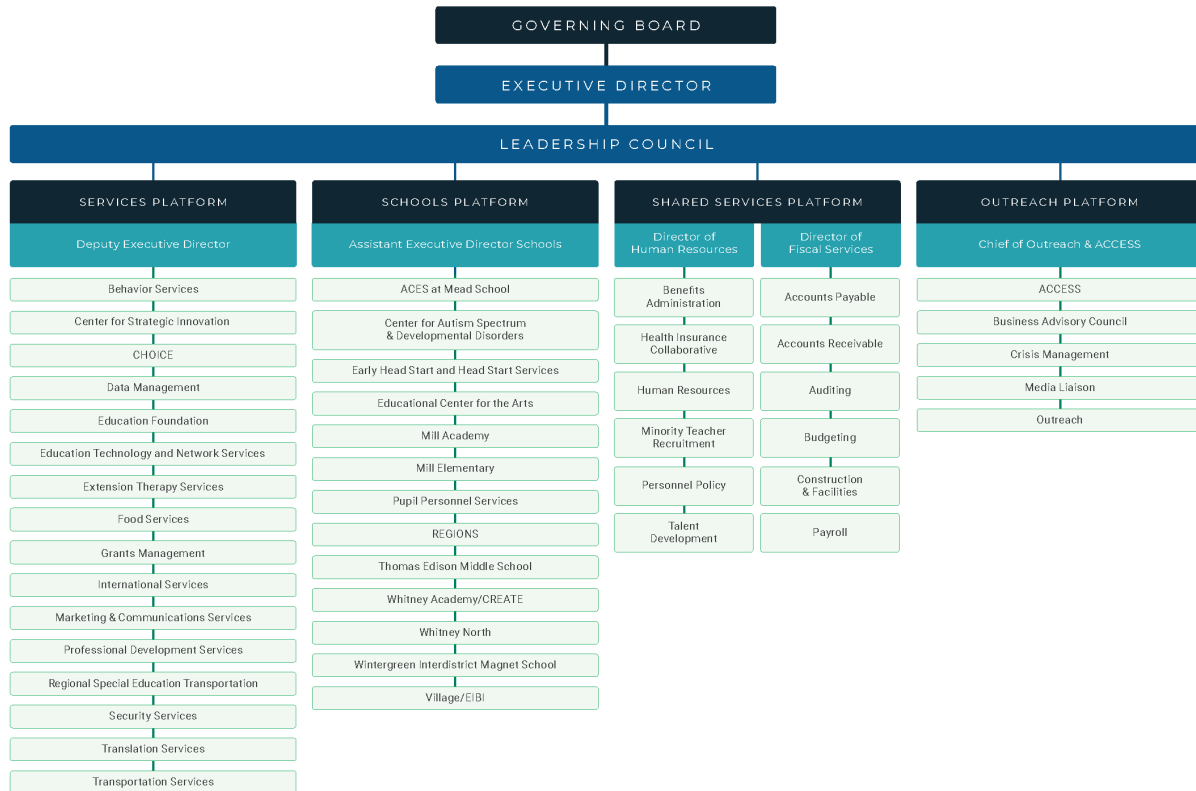 GOVERNING BOARD
EXECUTIVE DIRECTOR
LEADERSHIP COUNCIL
SERVICES PLATFORM
Deputy Executive Director
Behavior Services
Center for Strategic Innovation
CHOICE
Data Management
Education Foundation
Education Technology and Network Services
Extension Therapy Services
Food Services
Grants Management
International Services
Marketing & Communications Services
Professional Development Services
Regional Special Education Transportation
Security Services
Translation Services
Transportation Services
SCHOOLS PLATFORM
Assistant Executive Director Schools
ACES at Mead School
Center for Autism Spectrum
& Developmental Disorders
Early Head Start and Head Start Services
Educational Center for the Arts
Mill Academy
Mill Elementary
Pupil Personnel Services
REGIONS
Thomas Edison Middle School
Whitney Academy/CREATE
Whitney North
Wintergreen Interdistrict Magnet School
Village/EIBI
SHARED SERVICES PLATFORM
Director of
Human Resources
Benefits
Administration
Health Insurance
Collaborative
Human Resources
Minority Teacher
Recruitment
Personnel Policy
Talent
Development
Director of
Fiscal Services
Accounts Payable
Accounts Receivable
Auditing
Budgeting
Construction
& Facilities
Payroll
OUTREACH PLATFORM
Chief of Outreach & ACCESS
ACCESS
Business Advisory Council
Crisis Management
Media Liaison
Outreach